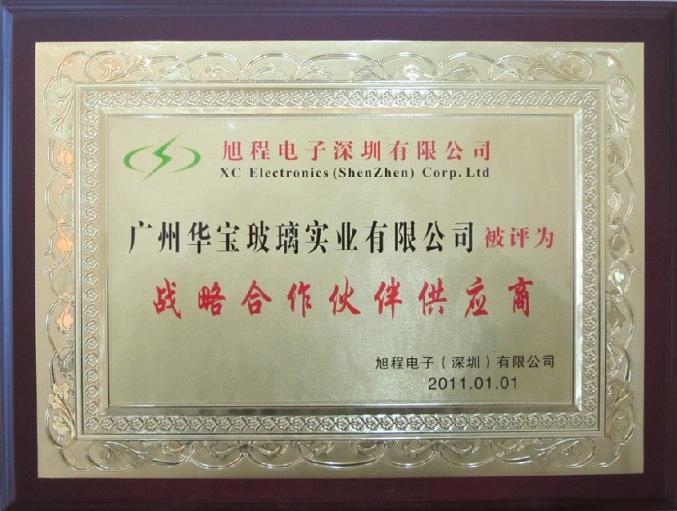 旭程电子深圳有限公司
XC Electronics(ShenZhen) Corp.Ltd
广州华宝玻璃实业有限公司被评为
战略合作伙伴供应商
旭程电子（深圳）有限公司
2011.01.01